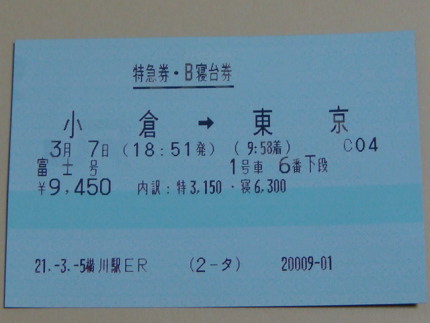 特急券・B寝台券
小倉 → 東京
3月 7日 (18:51発) (9:58着) C04
富士号 1号車 6番下段
¥9,450 内訳:特3,150・寝6,300
21.-3.-5横川駅ER (2-タ) 20009-01